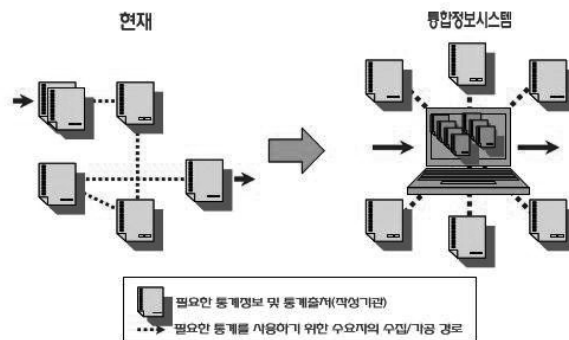 현재
통합정보시스템
필요한 통계정보 및 통계출처(작성기관)
필요한 통계를 사용하기 위한 수요자의 수집/가공 경로